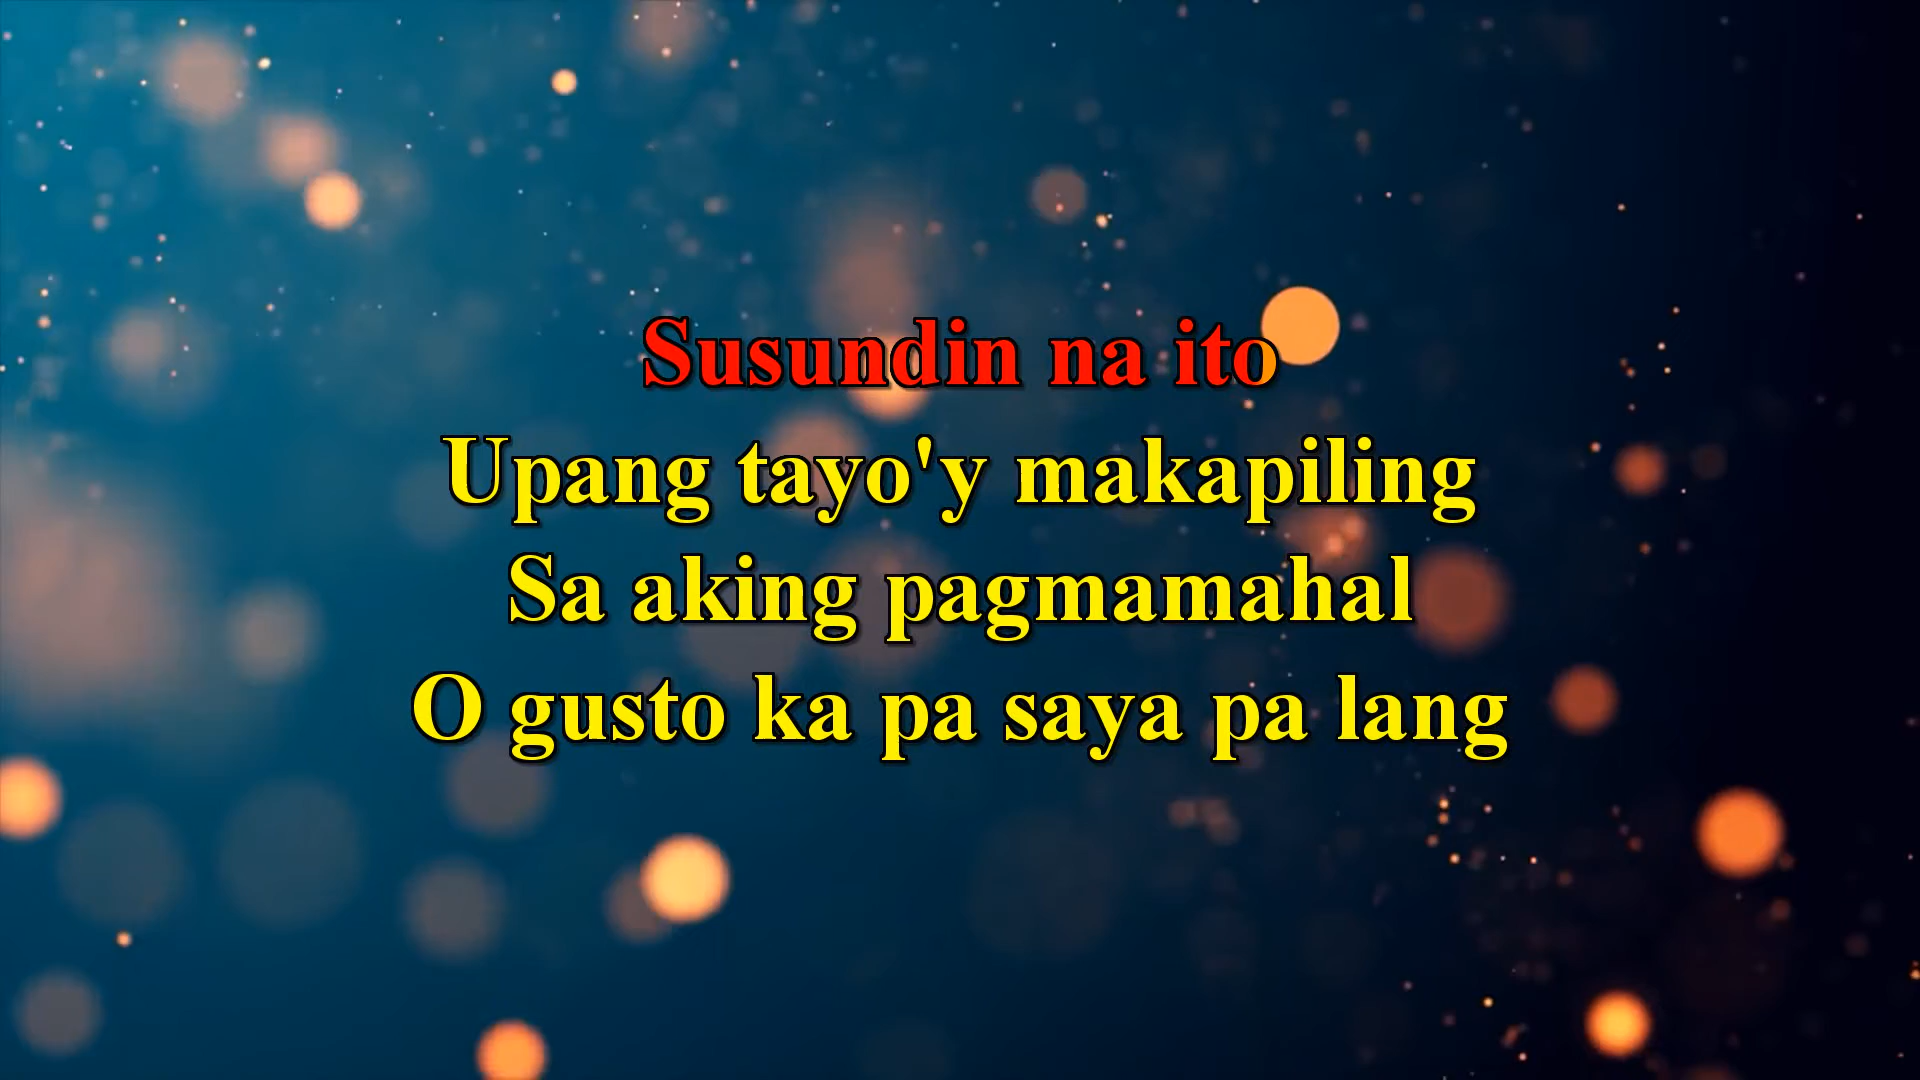 Susundin na ito
Upang tayo'y makapiling
Sa aking pagmamahal
O gusto ka pa saya pa lang